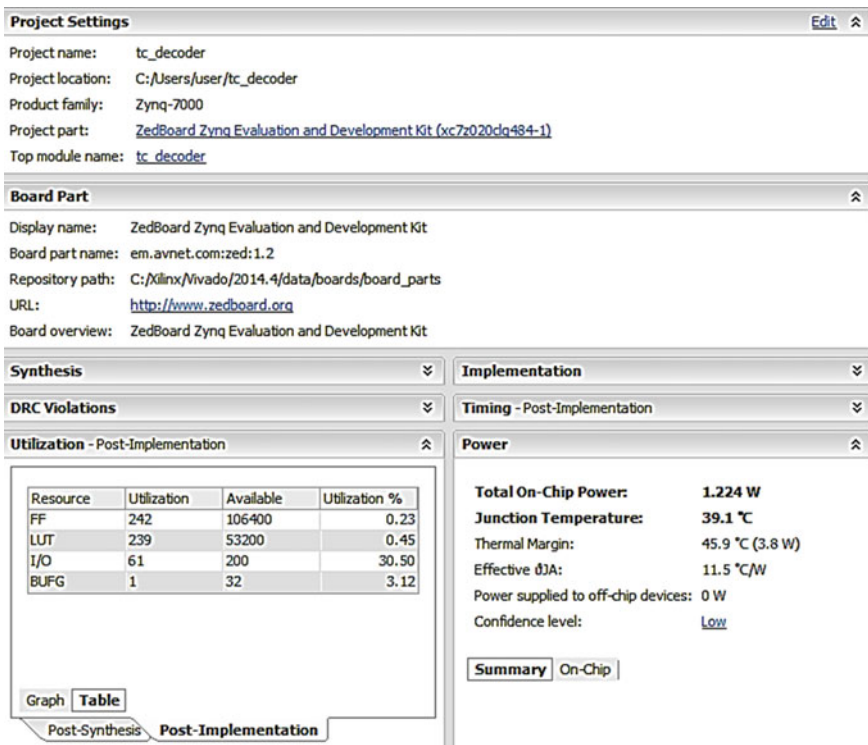 Project Settings Edit
Project name: tc_decoder
Project location: C:/Users/user/tc_decoder
Product family: Zynq-7000
Project part: ZedBoard Zynq Evaluation and Development Kit (xc7z020clg484-1)
Top module name: tc_decoder
Board Part
Display name: ZedBoard Zynq Evaluation and Development Kit
Board part name: em.avnet.com:zed:1.2
Repository path: C:/Xilinx/Vivado/2014.4/data/boards/board_parts
URL: http://www.zedboard.org
Board overview: ZedBoard Zynq Evaluation and Development Kit
Synthesis
Implementation
DRC Violations
Timing - Post-Implementation
Utilization - Post-Implementation
Resource Utilization Available Utilization %
FF 242 106400 0.23
LUT 239 53200 0.45
I/O 61 200 30.50
BUFG 1 32 3.12
Graph Table
Post-Synthesis Post-Implementation
Power
Total On-Chip Power: 1.224 W
Junction Temperature: 39.1 °C
Thermal Margin: 45.9 °C (3.8 W)
Effective ϑJA: 11.5 °C/W
Power supplied to off-chip devices: 0 W
Confidence level: Low
Summary On-Chip